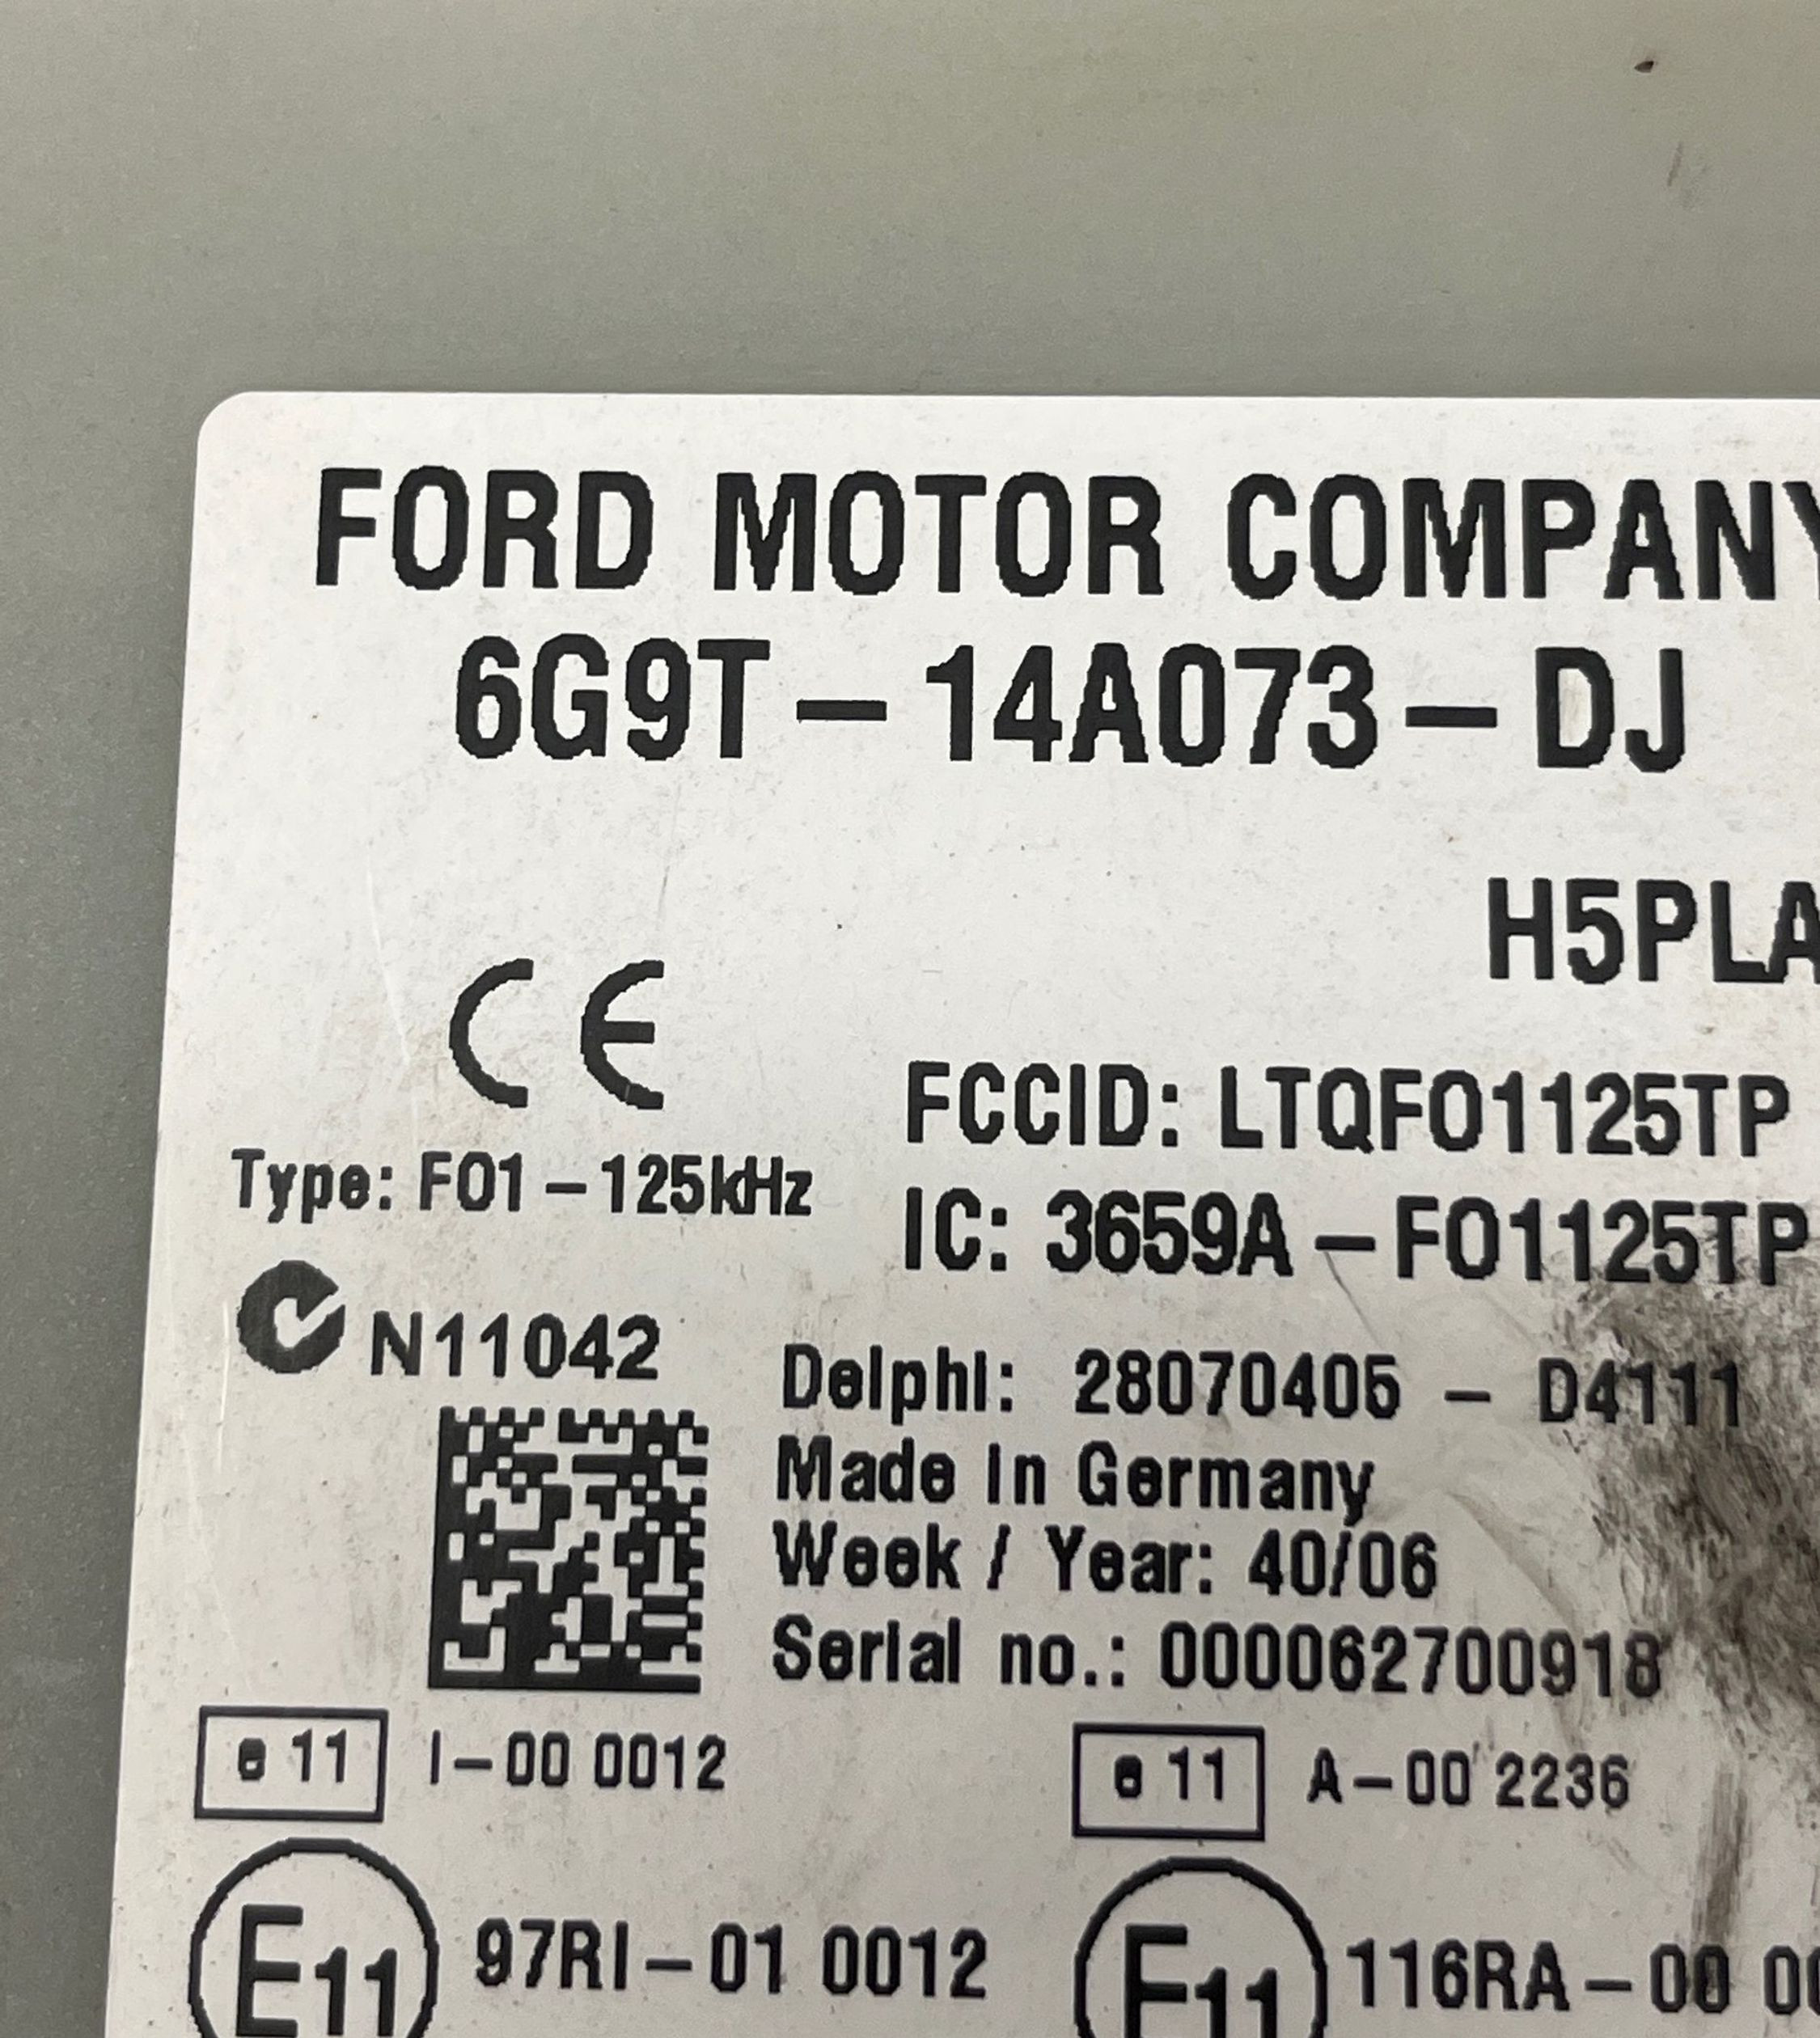 FORD MOTOR COMPANY
6G9T-14A073-DJ
H5PLA
CE
FCCID: LTQFO1125TP
Type: FO1-125kHz
IC: 3659A-FO1125TP
N11042
Delphi: 28070405 - D4111
Made in Germany
Week / Year: 40/06
Serial no.: 000062700918
e 11 I-00 0012
e 11 A-00 2236
E11 97RI-01 0012
E11 116RA-00